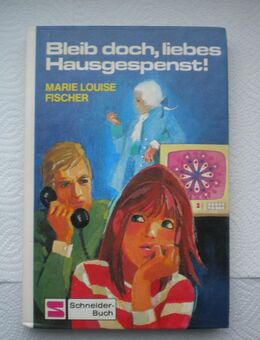 Bleib doch, liebes
Hausgespenst!
MARIE LOUISE
FISCHER
Schneider-
Buch